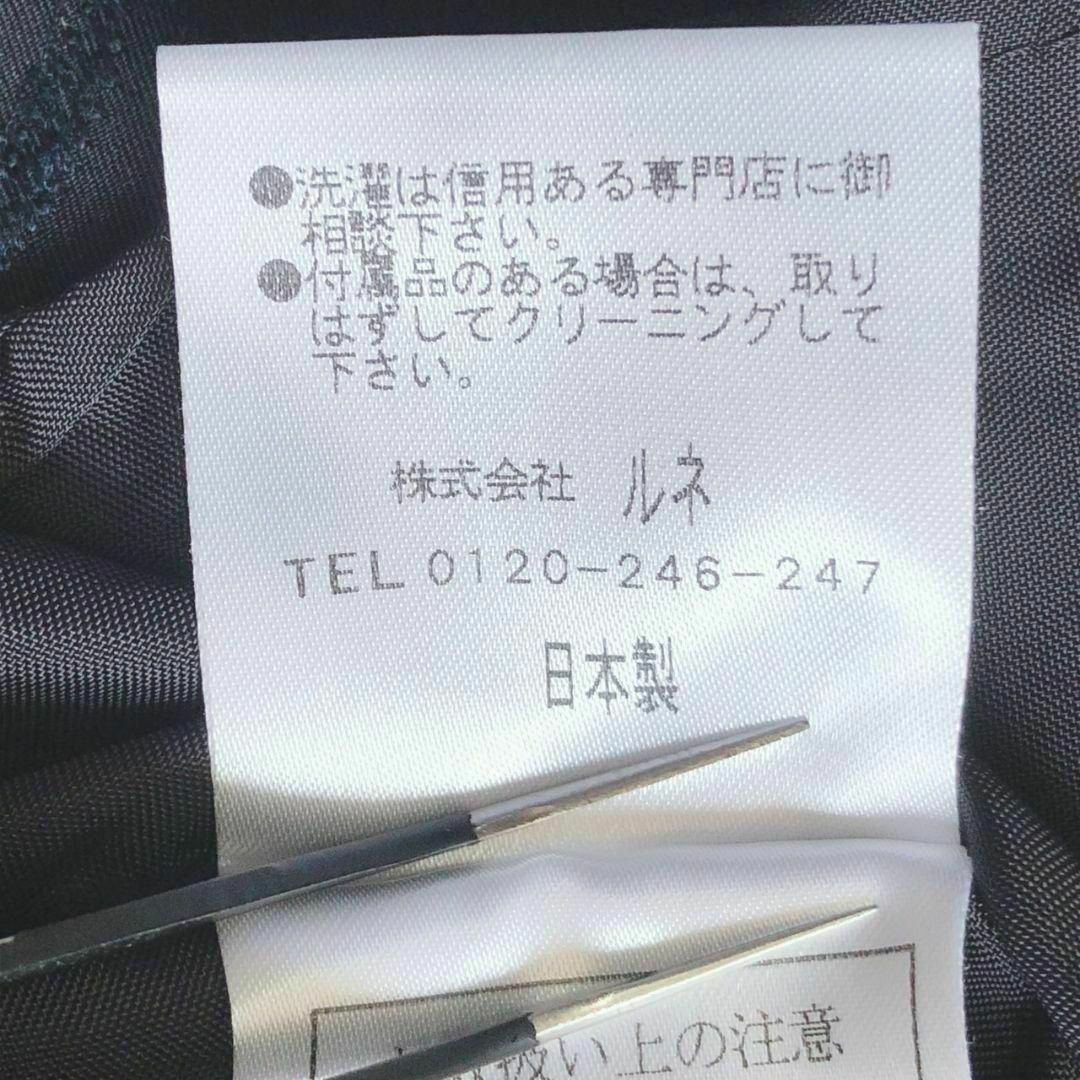 ●洗濯は信用ある専門店に御
相談下さい。
●付属品のある場合は、取り
はずしてクリーニングして
下さい。
株式会社 ルネ
TEL 0120-246-247
日本製
扱い上の注意